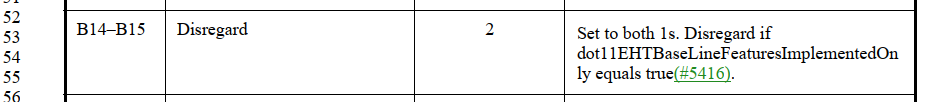 52
53 B14–B15 Disregard 2 Set to both 1s. Disregard if
54 dot11EHTBaseLineFeaturesImplementedOn
55 ly equals true(#5416).
56